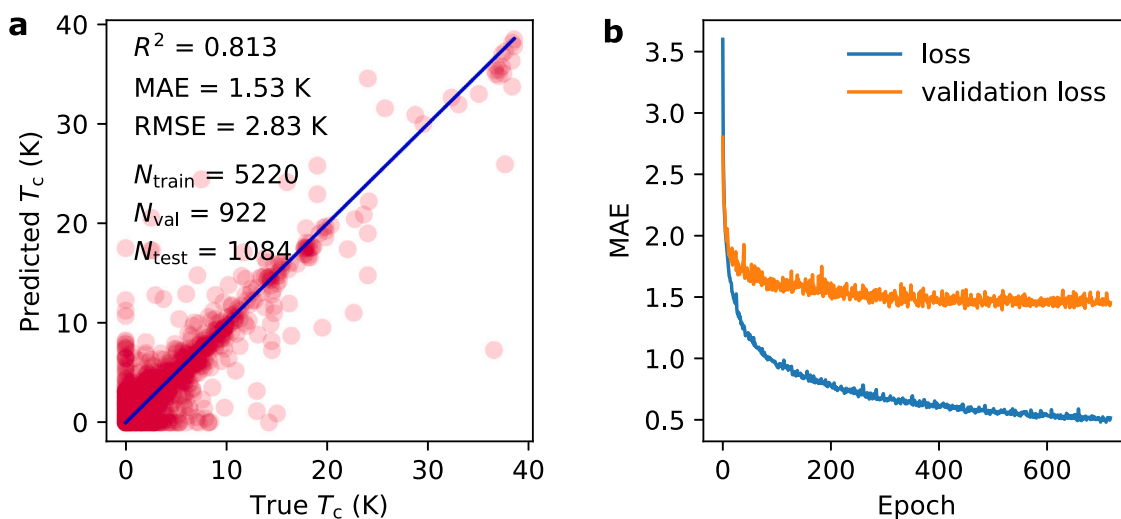 a
R² = 0.813
MAE = 1.53 K
RMSE = 2.83 K
N_train = 5220
N_val = 922
N_test = 1084
Predicted T_c (K)
40
30
20
10
0
0 10 20 30 40
True T_c (K)
b
loss
validation loss
MAE
3.5
3.0
2.5
2.0
1.5
1.0
0.5
0 200 400 600
Epoch